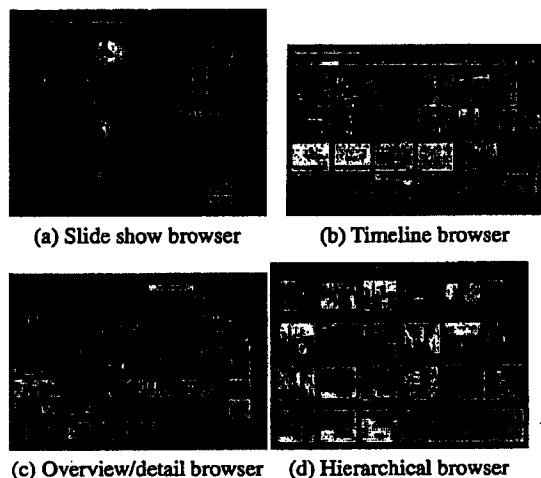 (a) Slide show browser
(b) Timeline browser
(c) Overview/detail browser
(d) Hierarchical browser